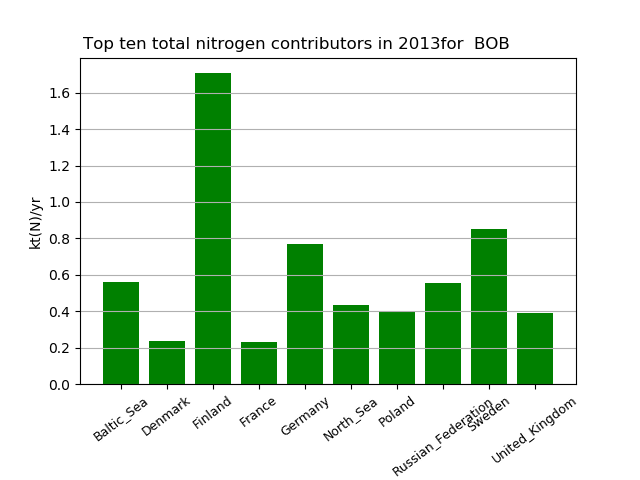 Top ten total nitrogen contributors in 2013for  BOB
kt(N)/yr
1.6
1.4
1.2
1.0
0.8
0.6
0.4
0.2
0.0
Baltic_Sea
Denmark
Finland
France
Germany
North_Sea
Poland
Russian_Federation
Sweden
United_Kingdom